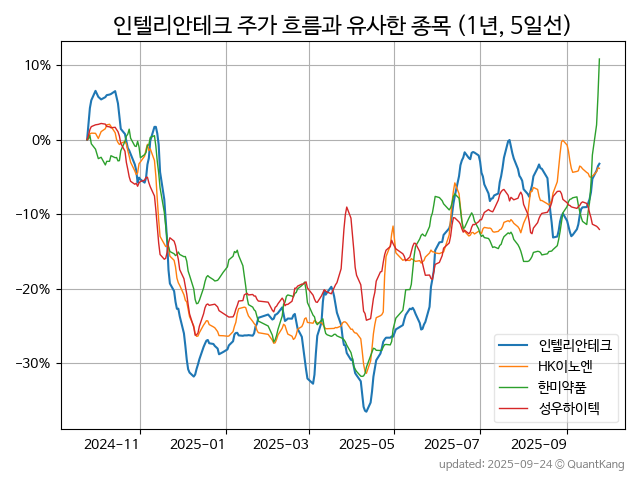 인텔리안테크 주가 흐름과 유사한 종목 (1년, 5일선)
10%
0%
−10%
−20%
−30%
인텔리안테크
HK이노엔
한미약품
성우하이텍
2024-11 2025-01 2025-03 2025-05 2025-07 2025-09
updated: 2025-09-24 © QuantKang